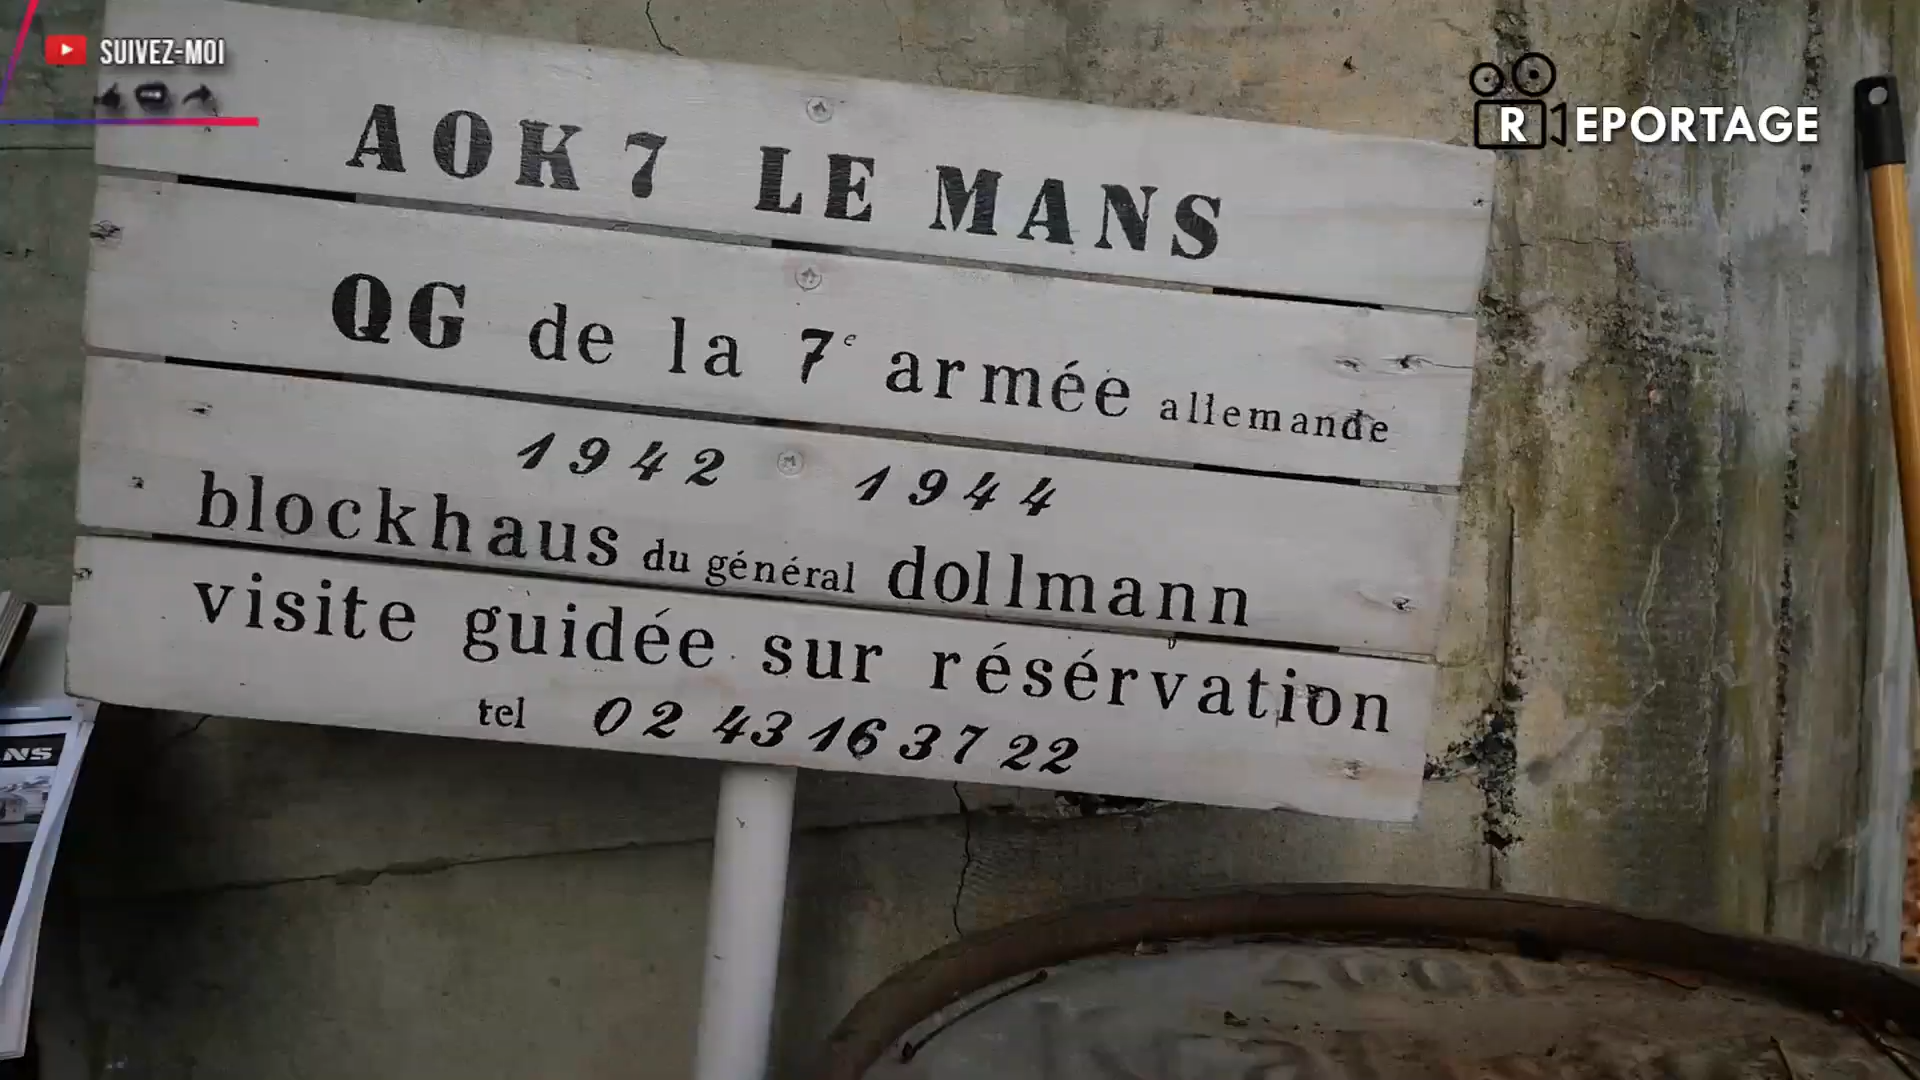 SUIVEZ-MOI
REPORTAGE
AOK 7 LE MANS
QG de la 7e armée allemande
1942 1944
blockhaus du général dollmann
visite guidée sur résérvation
tel 02 43 16 37 22
NS